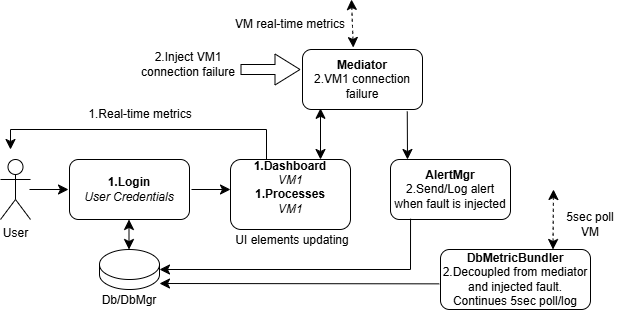 VM real-time metrics
2.Inject VM1
connection failure
Mediator
2.VM1 connection
failure
1.Real-time metrics
1.Login
User Credentials
1.Dashboard
VM1
1.Processes
VM1
UI elements updating
AlertMgr
2.Send/Log alert
when fault is injected
User
5sec poll
VM
DbMetricBundler
2.Decoupled from mediator
and injected fault.
Continues 5sec poll/log
Db/DbMgr